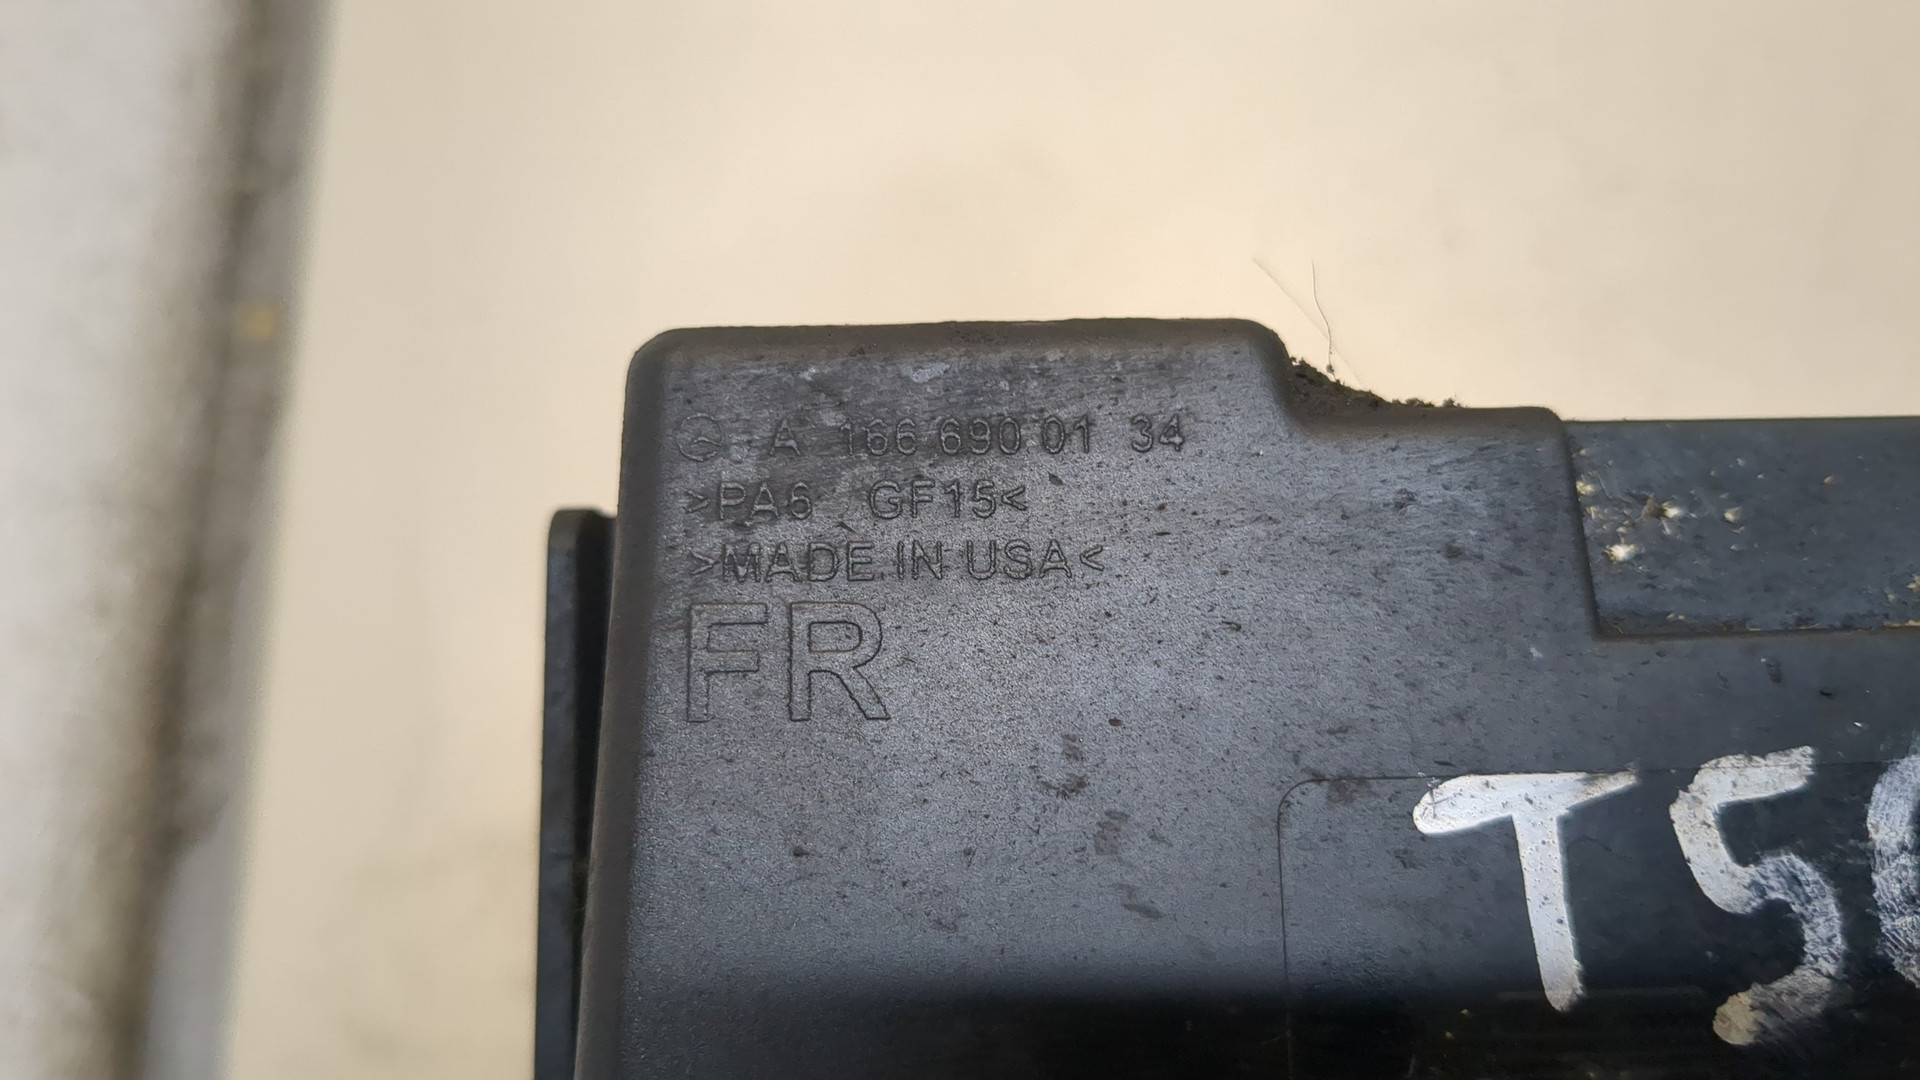 A 166 690 01 34
>PA6 GF15<
>MADE IN USA<
FR